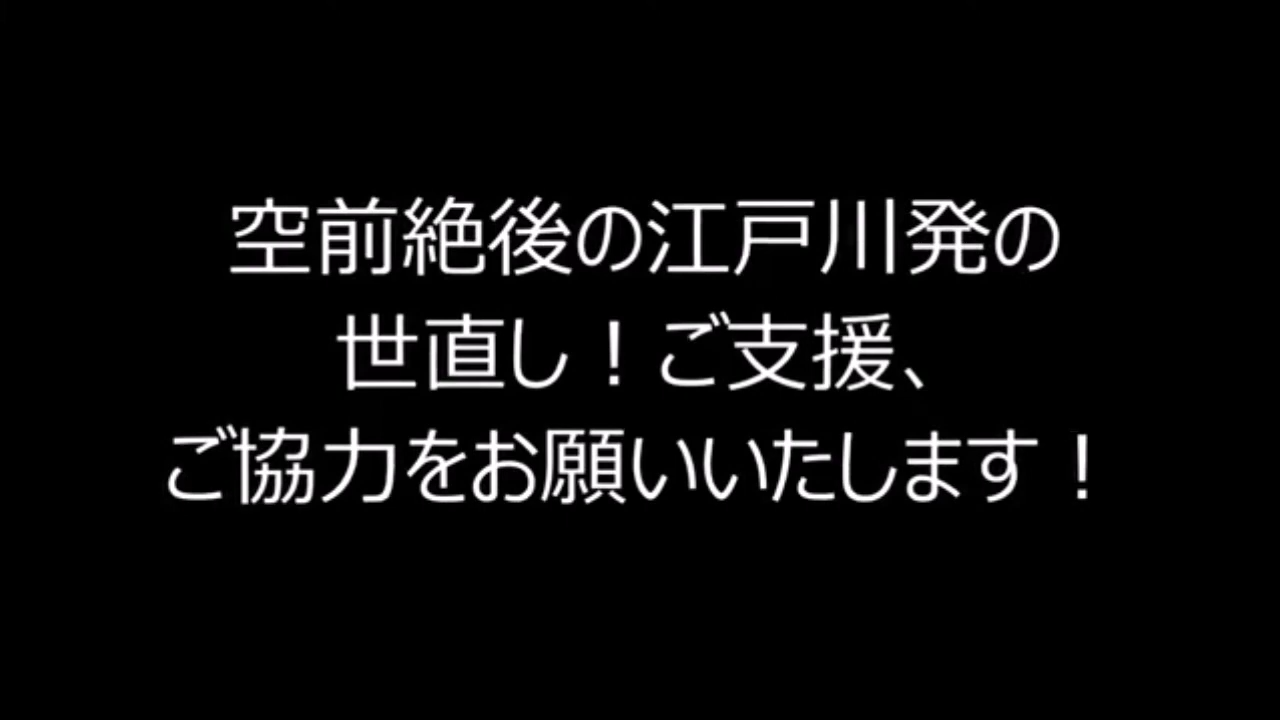 空前絶後の江戸川発の
世直し！ご支援、
ご協力をお願いいたします！